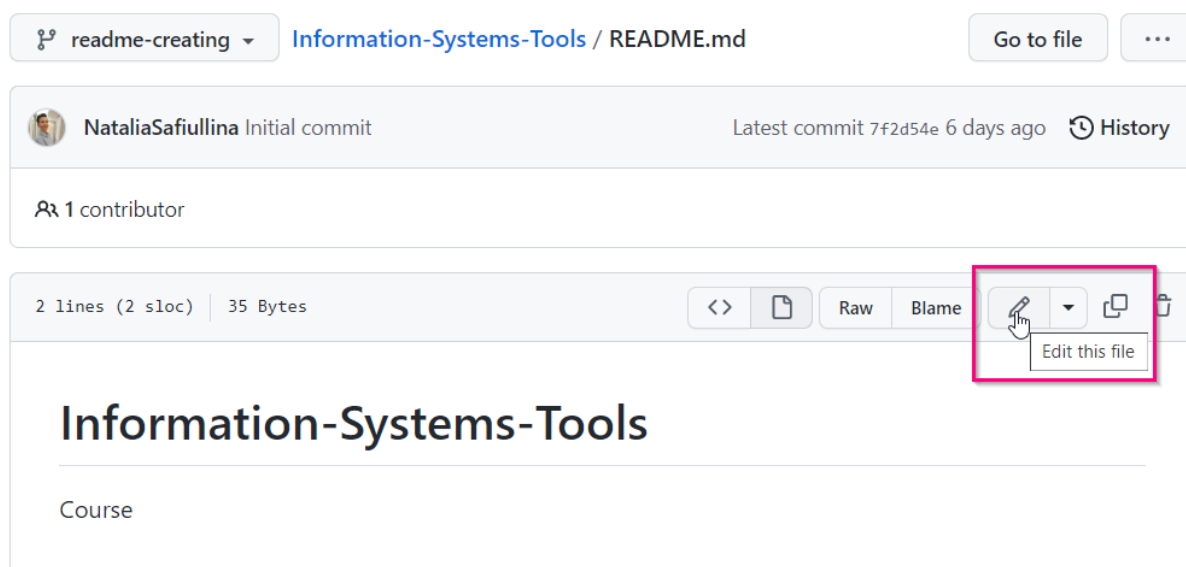 readme-creating Information-Systems-Tools / README.md Go to file ...
NataliaSafiullina Initial commit Latest commit 7f2d54e 6 days ago History
1 contributor
2 lines (2 sloc) 35 Bytes <> Raw Blame
Edit this file
Information-Systems-Tools
Course